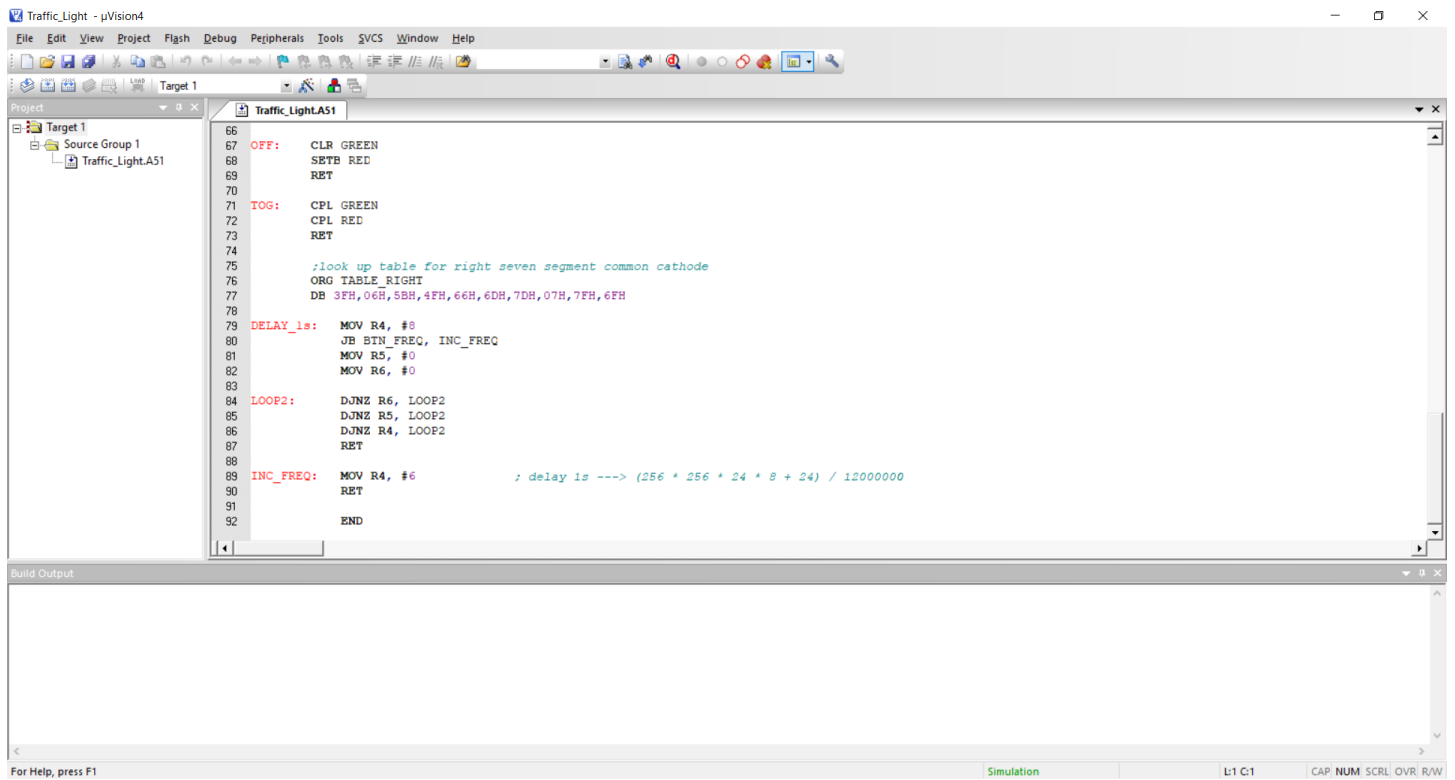 Traffic_Light - µVision4
File Edit View Project Flash Debug Peripherals Tools SVCS Window Help
LOAD Target 1
Project
Traffic_Light.A51
Target 1
Source Group 1
Traffic_Light.A51
66
67 OFF: CLR GREEN
68 SETB RED
69 RET
70
71 TOG: CPL GREEN
72 CPL RED
73 RET
74
75 ;look up table for right seven segment common cathode
76 ORG TABLE_RIGHT
77 DB 3FH,06H,5BH,4FH,66H,6DH,7DH,07H,7FH,6FH
78
79 DELAY_1s: MOV R4, #8
80 JB BTN_FREQ, INC_FREQ
81 MOV R5, #0
82 MOV R6, #0
83
84 LOOP2: DJNZ R6, LOOP2
85 DJNZ R5, LOOP2
86 DJNZ R4, LOOP2
87 RET
88
89 INC_FREQ: MOV R4, #6 ; delay 1s ---> (256 * 256 * 24 * 8 + 24) / 12000000
90 RET
91
92 END
Build Output
For Help, press F1
Simulation
L:1 C:1
CAP NUM SCRL OVR R/W